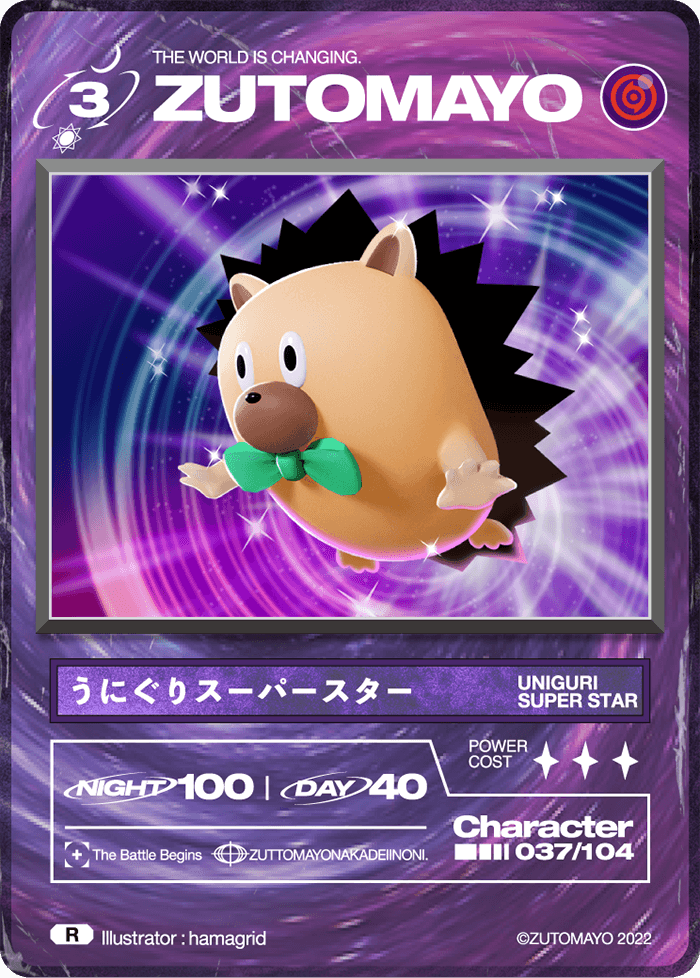 THE WORLD IS CHANGING.
3 ZUTOMAYO
うにぐりスーパースター
UNIGURI
SUPER STAR
POWER
COST
NIGHT 100 | DAY 40
Character
037/104
The Battle Begins ZUTTOMAYONAKADEIINONI.
R Illustrator : hamagrid
©ZUTOMAYO 2022